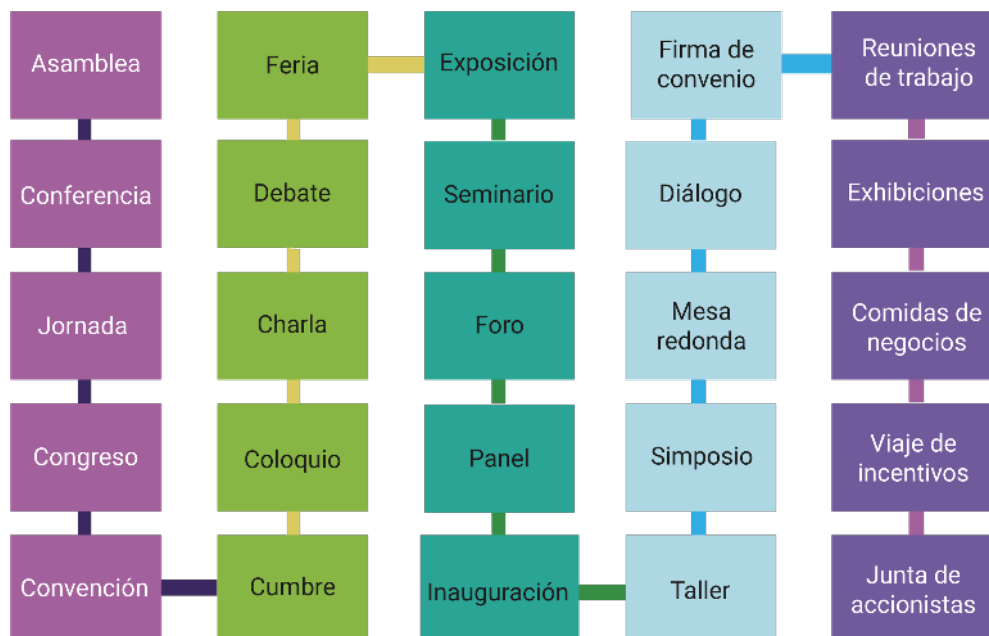 Asamblea
Conferencia
Jornada
Congreso
Convención
Cumbre
Coloquio
Charla
Debate
Feria
Exposición
Seminario
Foro
Panel
Inauguración
Taller
Simposio
Mesa
redonda
Diálogo
Firma de
convenio
Reuniones
de trabajo
Exhibiciones
Comidas de
negocios
Viaje de
incentivos
Junta de
accionistas